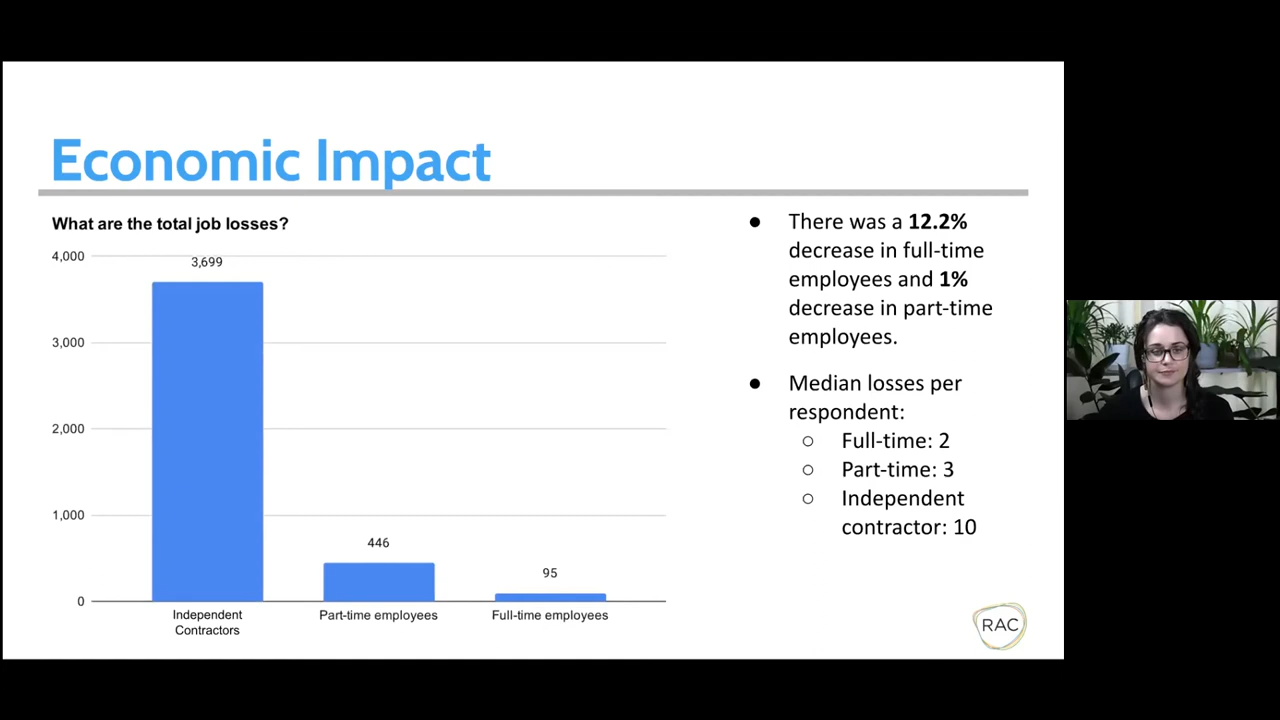 Economic Impact
What are the total job losses?
4,000
3,699
3,000
2,000
1,000
446
95
0
Independent
Contractors
Part-time employees
Full-time employees
● There was a 12.2%
decrease in full-time
employees and 1%
decrease in part-time
employees.
● Median losses per
respondent:
○ Full-time: 2
○ Part-time: 3
○ Independent
contractor: 10
RAC